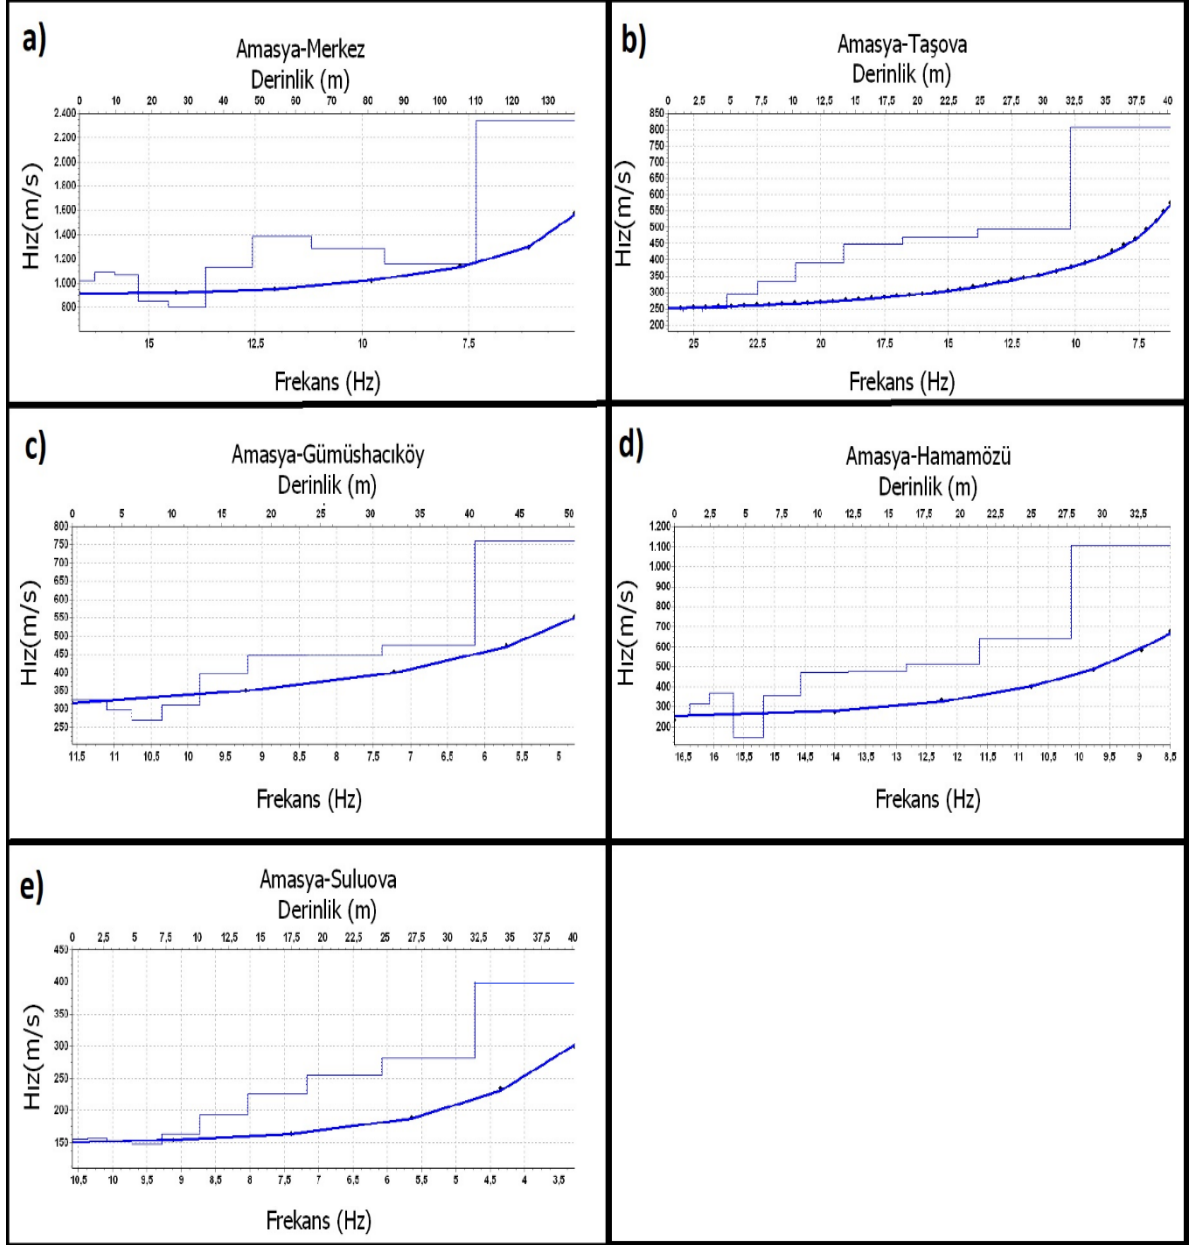 a)
Amasya-Merkez
Derinlik (m)
0 10 20 30 40 50 60 70 80 90 100 110 120 130
2.400
2.200
2.000
1.800
1.600
1.400
1.200
1.000
800
Hız(m/s)
15 12.5 10 7.5
Frekans (Hz)
b)
Amasya-Taşova
Derinlik (m)
0 2,5 5 7,5 10 12,5 15 17,5 20 22,5 25 27,5 30 32,5 35 37,5 40
850
800
750
700
650
600
550
500
450
400
350
300
250
200
Hız(m/s)
25 22.5 20 17.5 15 12.5 10 7.5
Frekans (Hz)
c)
Amasya-Gümüşhacıköy
Derinlik (m)
0 5 10 15 20 25 30 35 40 45 50
800
750
700
650
600
550
500
450
400
350
300
250
Hız(m/s)
11,5 11 10,5 10 9,5 9 8,5 8 7,5 7 6,5 6 5,5 5
Frekans (Hz)
d)
Amasya-Hamamözü
Derinlik (m)
0 2,5 5 7,5 10 12,5 15 17,5 20 22,5 25 27,5 30 32,5
1.200
1.100
1.000
900
800
700
600
500
400
300
200
Hız(m/s)
16,5 16 15,5 15 14,5 14 13,5 13 12,5 12 11,5 11 10,5 10 9,5 9 8,5
Frekans (Hz)
e)
Amasya-Suluova
Derinlik (m)
0 2,5 5 7,5 10 12,5 15 17,5 20 22,5 25 27,5 30 32,5 35 37,5 40
450
400
350
300
250
200
150
Hız(m/s)
10,5 10 9,5 9 8,5 8 7,5 7 6,5 6 5,5 5 4,5 4 3,5
Frekans (Hz)